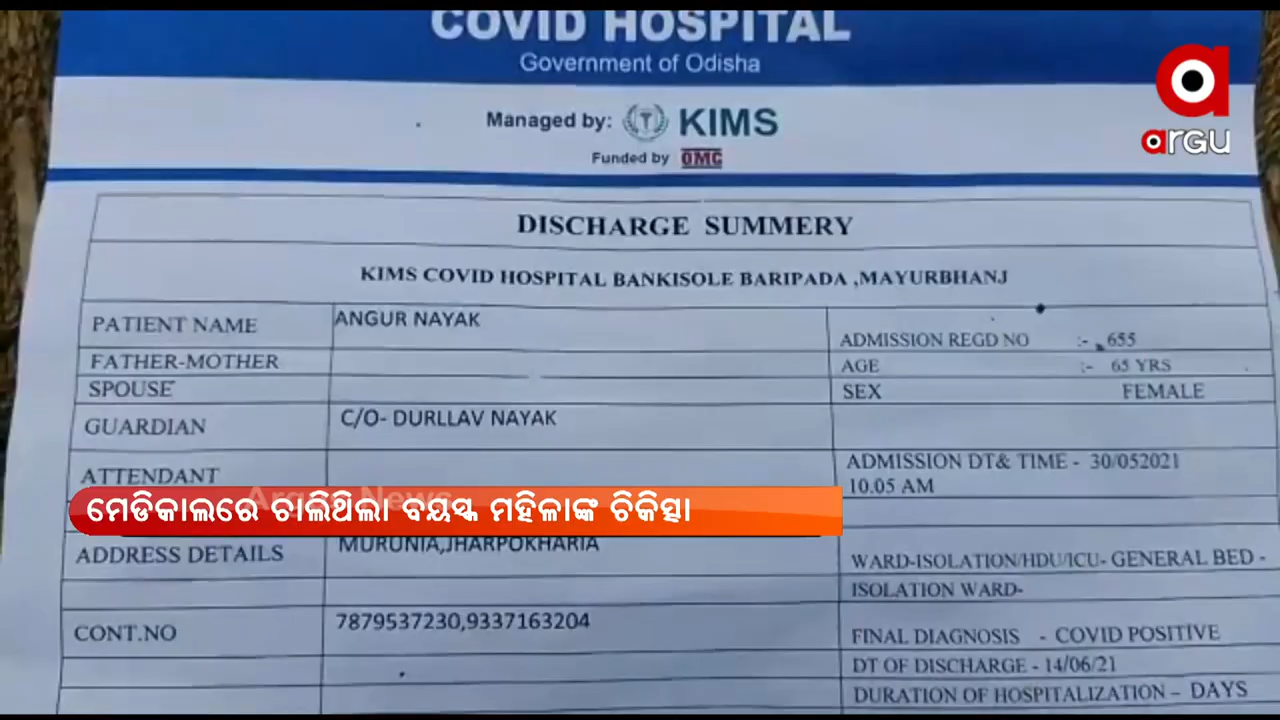 COVID HOSPITAL
Government of Odisha
argu
Managed by: KIMS
Funded by OMC
DISCHARGE SUMMERY
KIMS COVID HOSPITAL BANKISOLE BARIPADA ,MAYURBHANJ
PATIENT NAME ANGUR NAYAK ADMISSION REGD NO :- 655
FATHER-MOTHER AGE :- 65 YRS
SPOUSE SEX FEMALE
GUARDIAN C/O- DURLLAV NAYAK
ATTENDANT ADMISSION DT& TIME - 30/052021
10.05 AM
ମେଡିକାଲରେ ଚାଲିଥିଲା ବୟସ୍କ ମହିଳାଙ୍କ ଚିକିତ୍ସା
ADDRESS DETAILS MURUNIA,JHARPOKHARIA WARD-ISOLATION/HDU/ICU- GENERAL BED -
ISOLATION WARD-
CONT.NO 7879537230,9337163204 FINAL DIAGNOSIS - COVID POSITIVE
DT OF DISCHARGE - 14/06/21
DURATION OF HOSPITALIZATION – DAYS